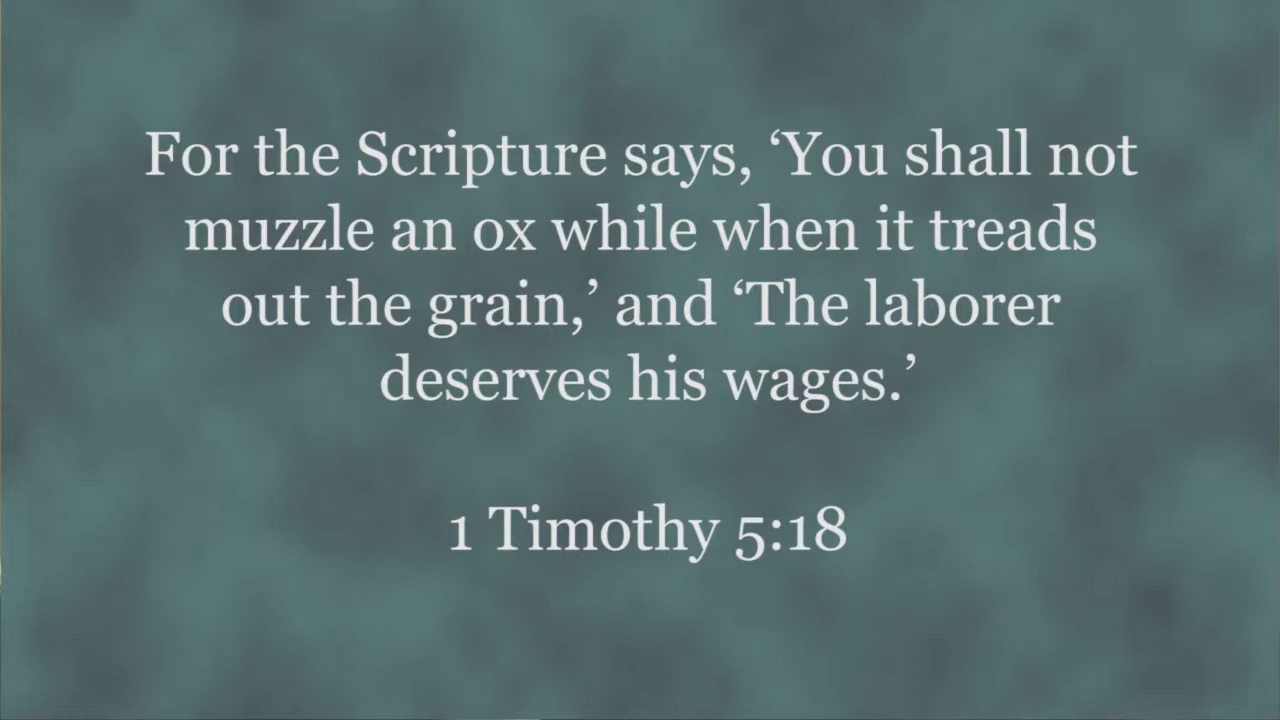 For the Scripture says, ‘You shall not
muzzle an ox while when it treads
out the grain,’ and ‘The laborer
deserves his wages.’
1 Timothy 5:18